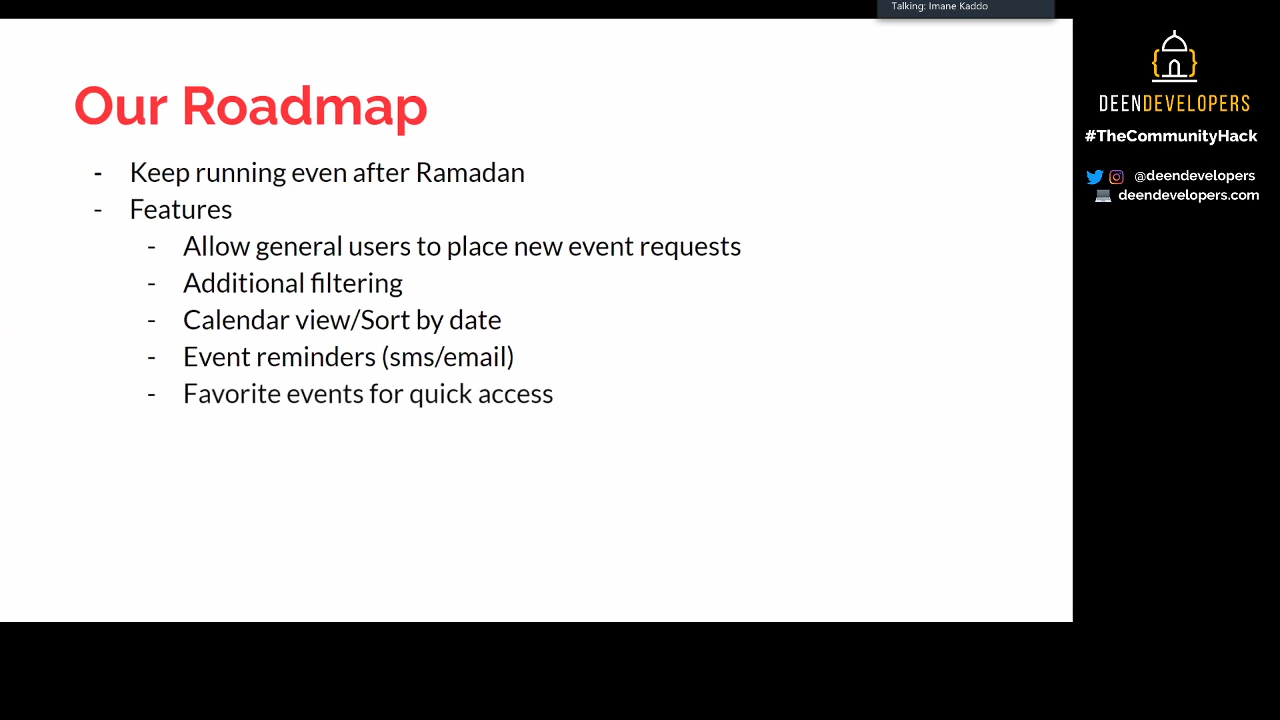 Talking: Imane Kaddo
Our Roadmap
- Keep running even after Ramadan
- Features
- Allow general users to place new event requests
- Additional filtering
- Calendar view/Sort by date
- Event reminders (sms/email)
- Favorite events for quick access
DEENDEVELOPERS
#TheCommunityHack
@deendevelopers
deendevelopers.com